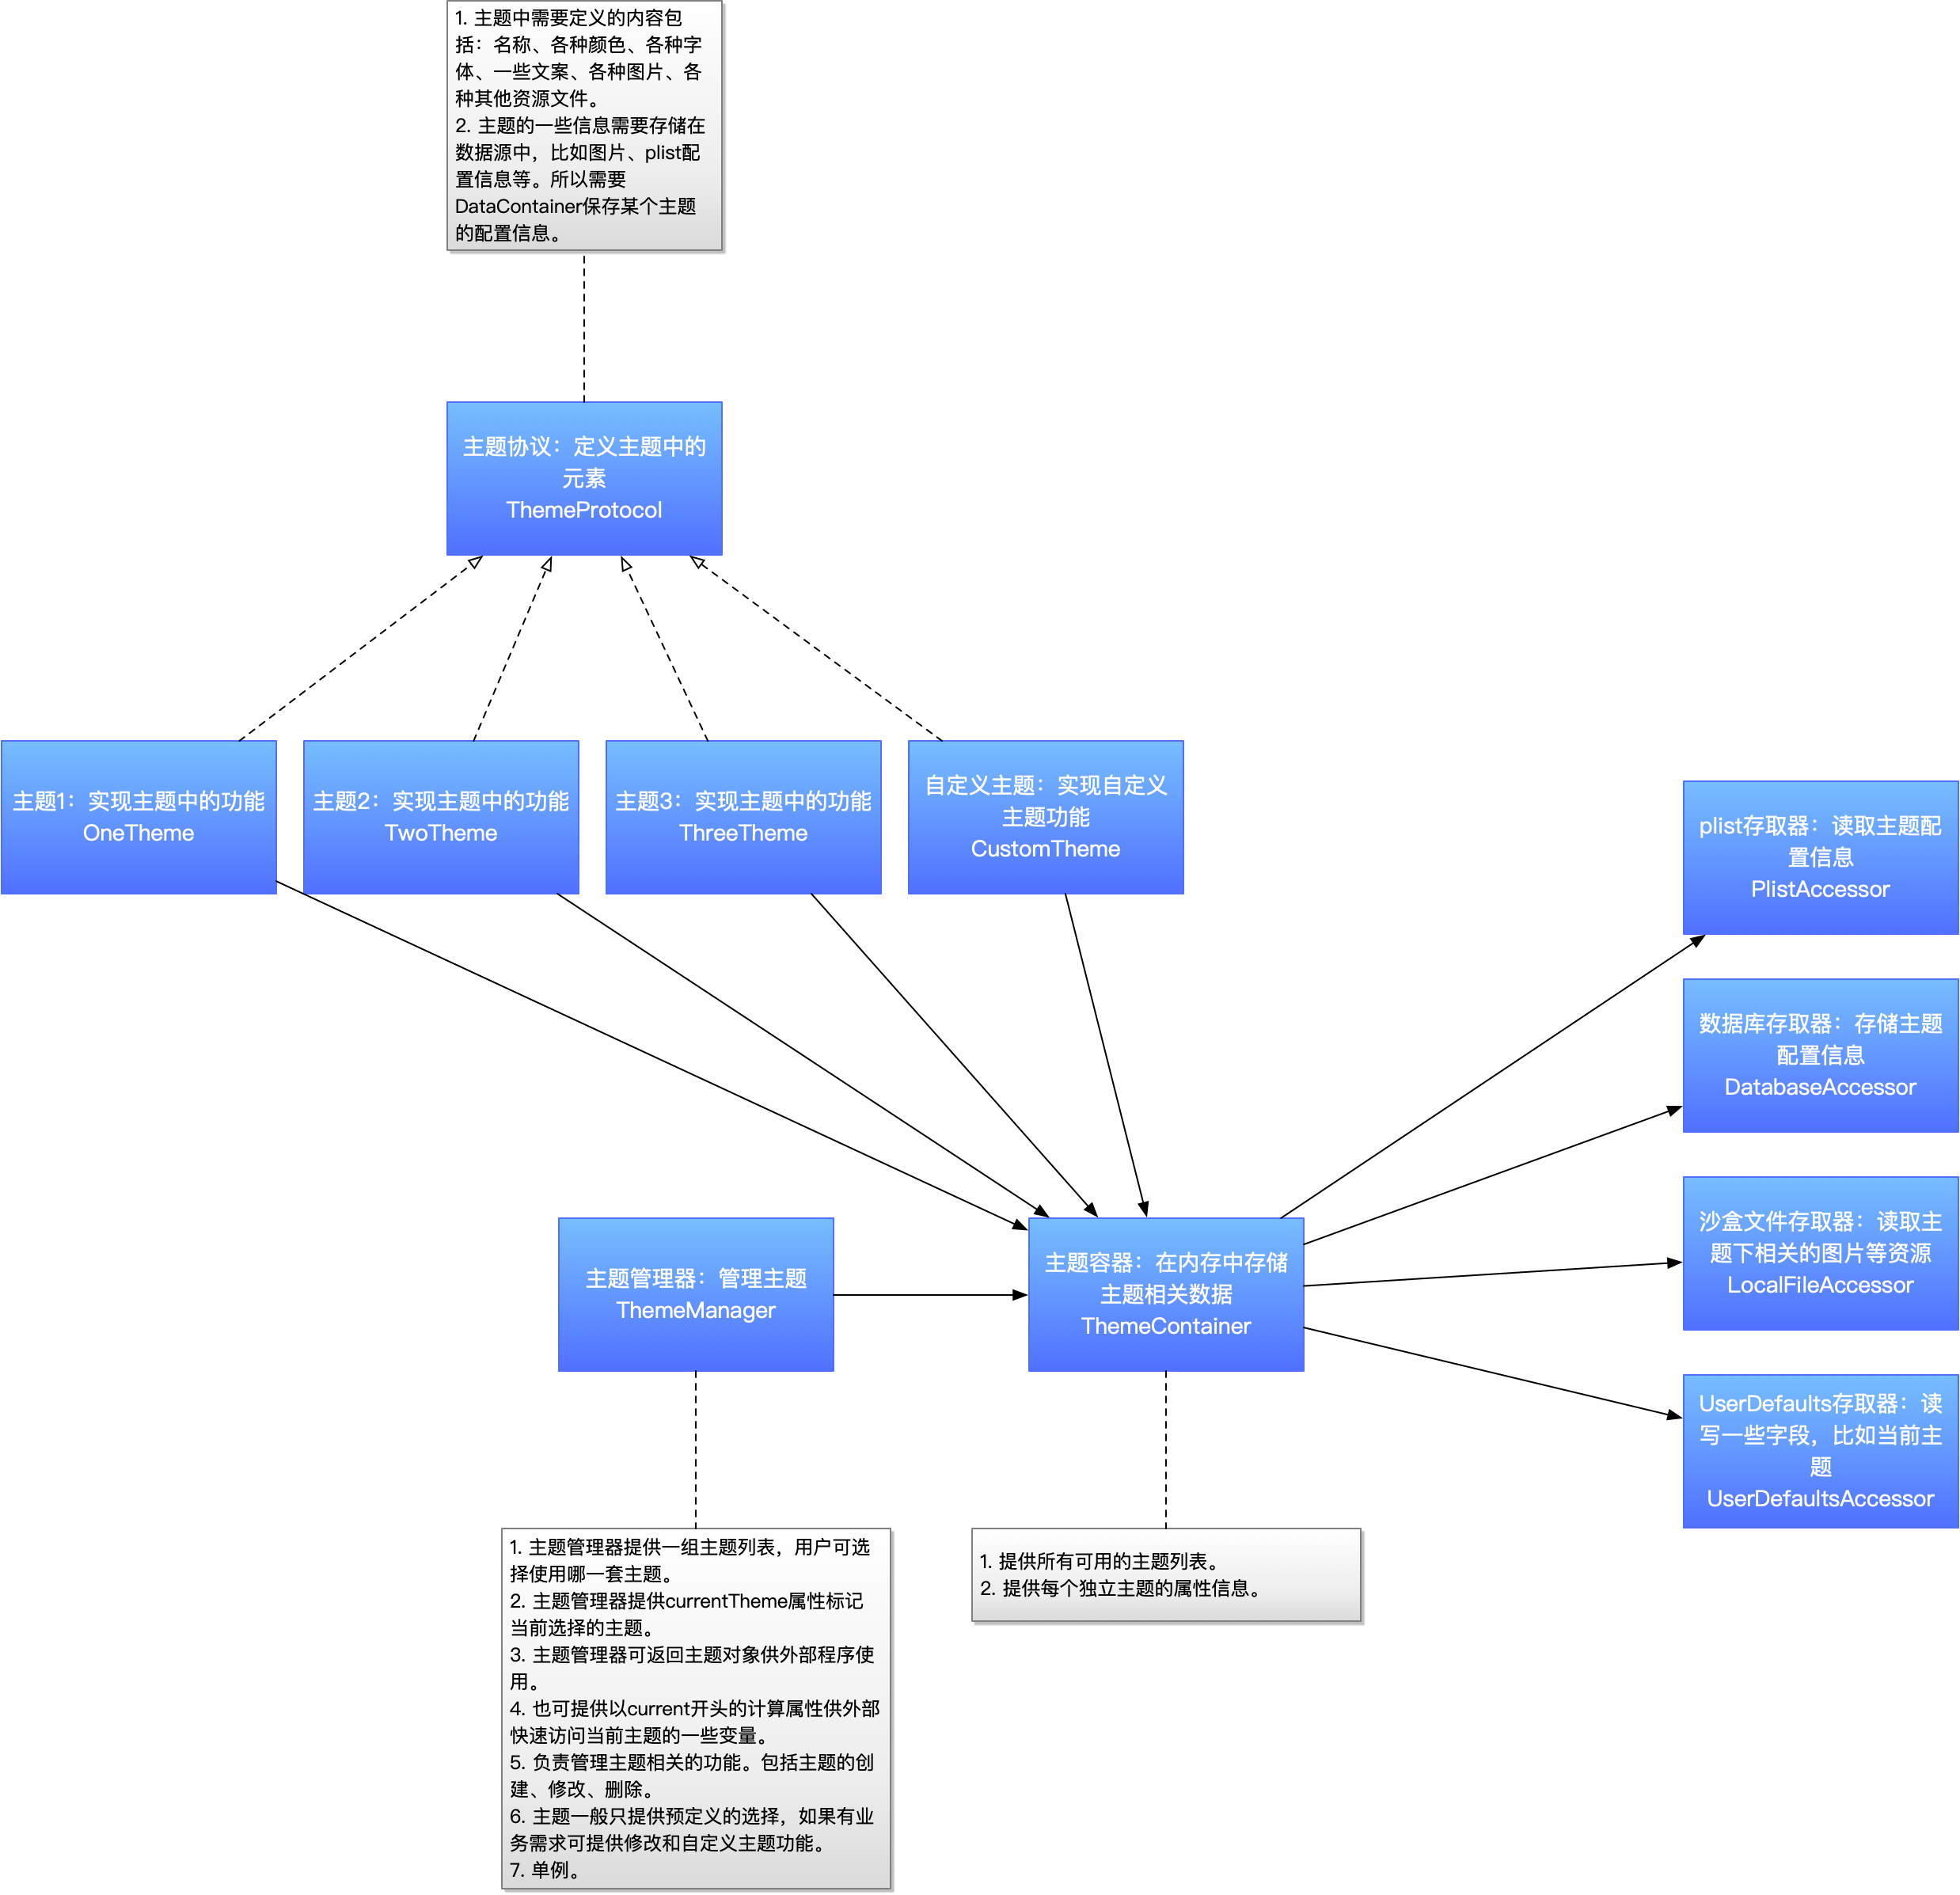 1. 主题中需要定义的内容包
括：名称、各种颜色、各种字
体、一些文案、各种图片、各
种其他资源文件。
2. 主题的一些信息需要存储在
数据源中，比如图片、plist配
置信息等。所以需要
DataContainer保存某个主题
的配置信息。
主题协议：定义主题中的
元素
ThemeProtocol
主题1：实现主题中的功能
OneTheme
主题2：实现主题中的功能
TwoTheme
主题3：实现主题中的功能
ThreeTheme
自定义主题：实现自定义
主题功能
CustomTheme
plist存取器：读取主题配
置信息
PlistAccessor
数据库存取器：存储主题
配置信息
DatabaseAccessor
沙盒文件存取器：读取主
题下相关的图片等资源
LocalFileAccessor
UserDefaults存取器：读
写一些字段，比如当前主
题
UserDefaultsAccessor
主题管理器：管理主题
ThemeManager
主题容器：在内存中存储
主题相关数据
ThemeContainer
1. 主题管理器提供一组主题列表，用户可选
择使用哪一套主题。
2. 主题管理器提供currentTheme属性标记
当前选择的主题。
3. 主题管理器可返回主题对象供外部程序使
用。
4. 也可提供以current开头的计算属性供外部
快速访问当前主题的一些变量。
5. 负责管理主题相关的功能。包括主题的创
建、修改、删除。
6. 主题一般只提供预定义的选择，如果有业
务需求可提供修改和自定义主题功能。
7. 单例。
1. 提供所有可用的主题列表。
2. 提供每个独立主题的属性信息。